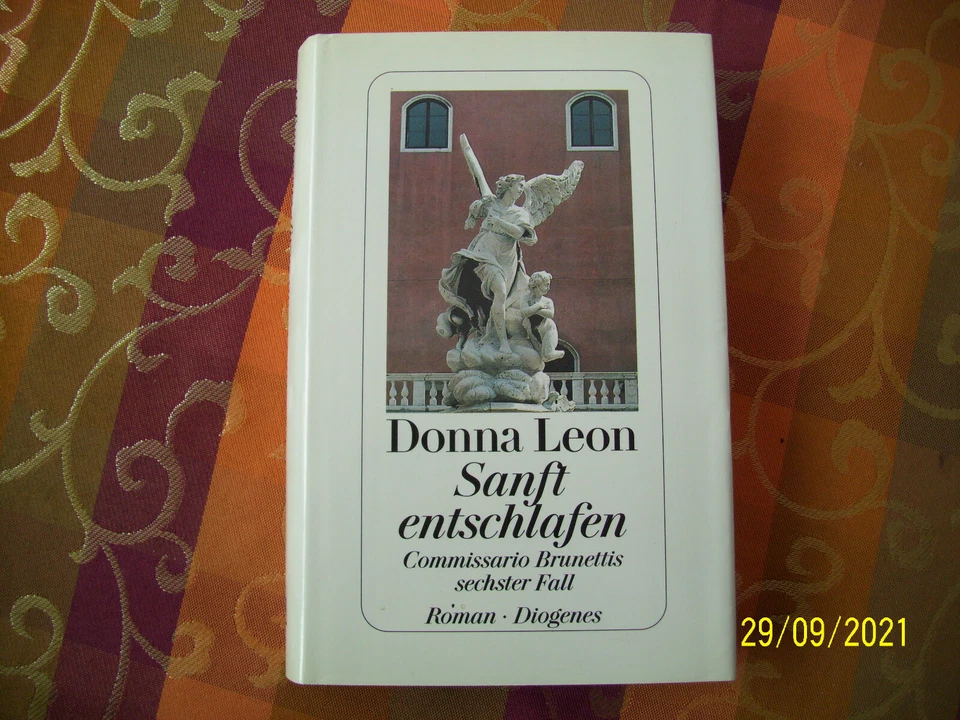 Donna Leon
Sanft
entschlafen
Commissario Brunettis
sechster Fall
Roman · Diogenes
29/09/2021